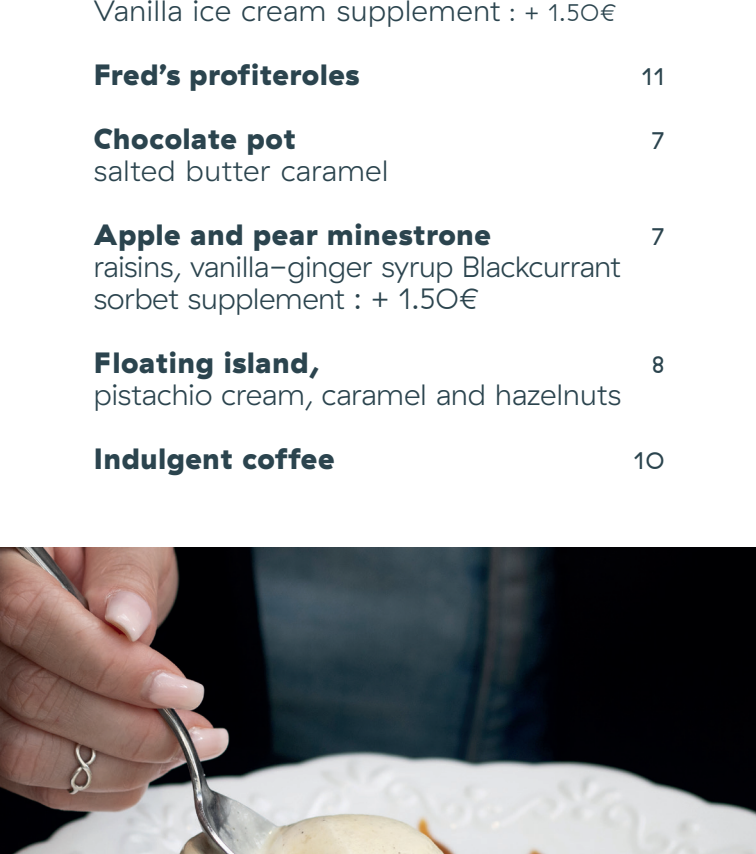 Vanilla ice cream supplement : + 1.50€
Fred’s profiteroles 11
Chocolate pot 7
salted butter caramel
Apple and pear minestrone 7
raisins, vanilla–ginger syrup Blackcurrant
sorbet supplement : + 1.50€
Floating island, 8
pistachio cream, caramel and hazelnuts
Indulgent coffee 10